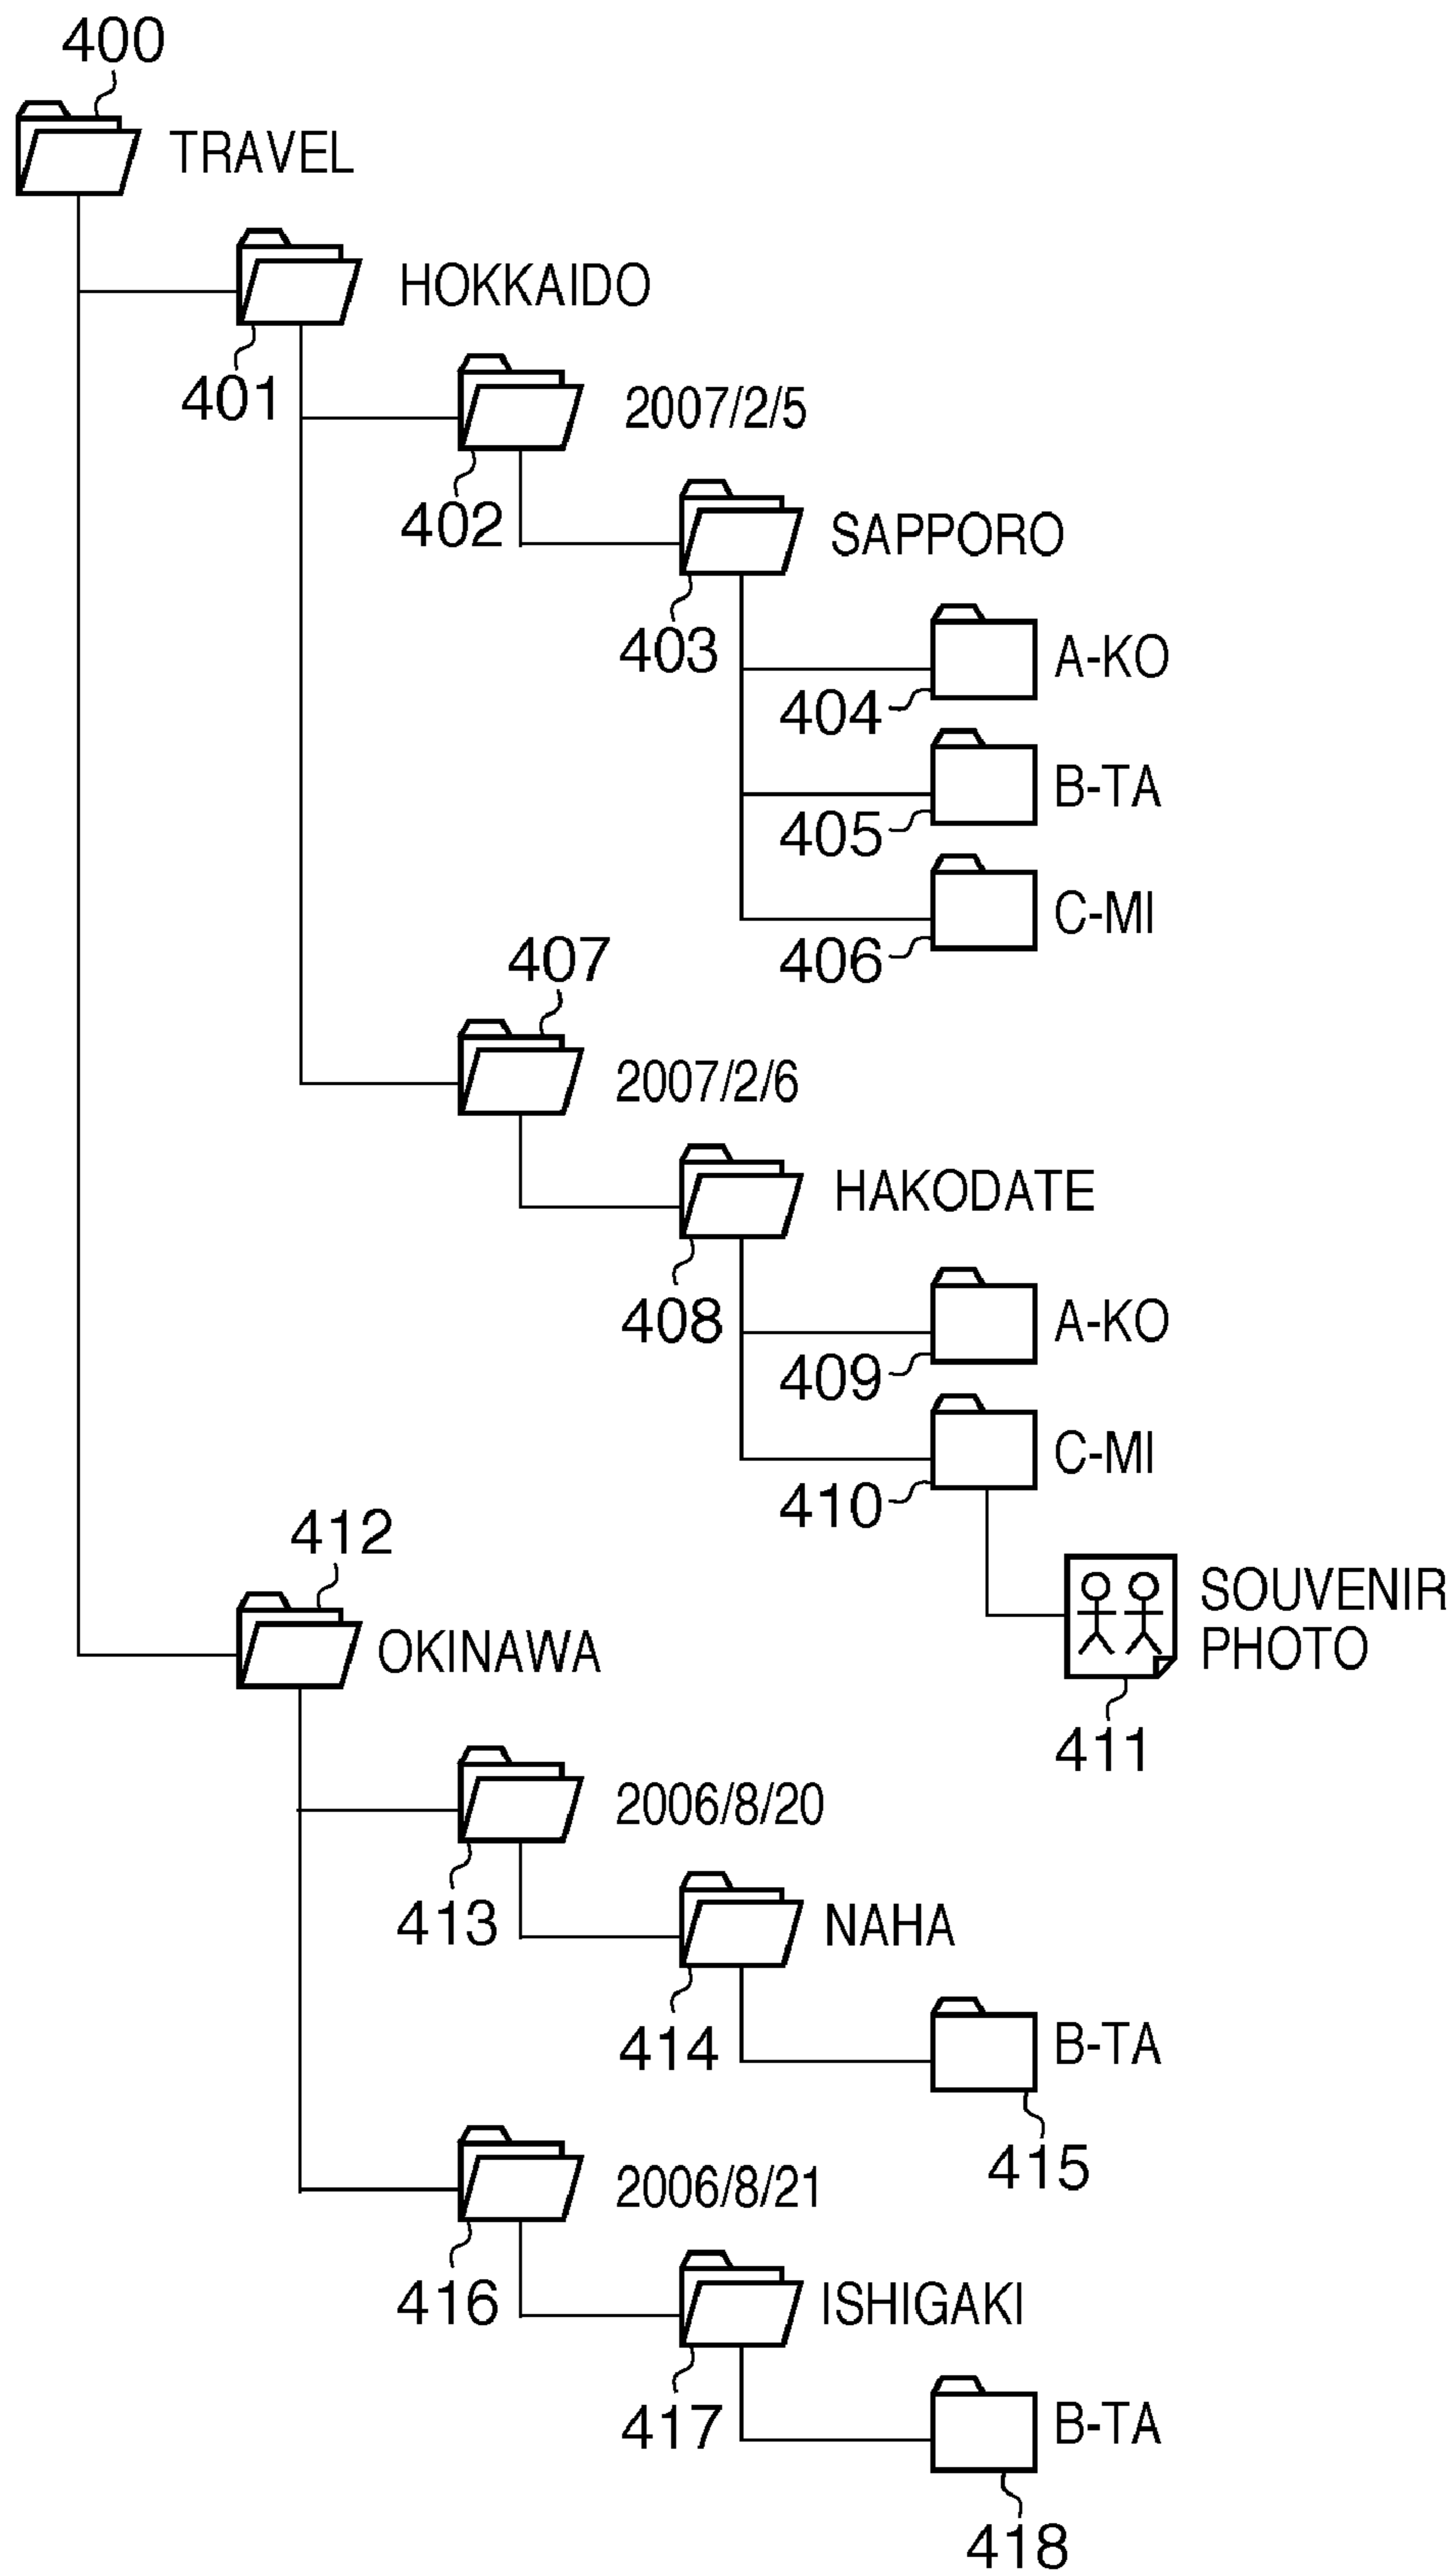 400
TRAVEL
HOKKAIDO
401
2007/2/5
402
SAPPORO
403
A-KO
404
B-TA
405
C-MI
406
407
2007/2/6
HAKODATE
408
A-KO
409
C-MI
410
412
SOUVENIR
PHOTO
OKINAWA
411
2006/8/20
413
NAHA
414
B-TA
415
2006/8/21
416
ISHIGAKI
417
B-TA
418